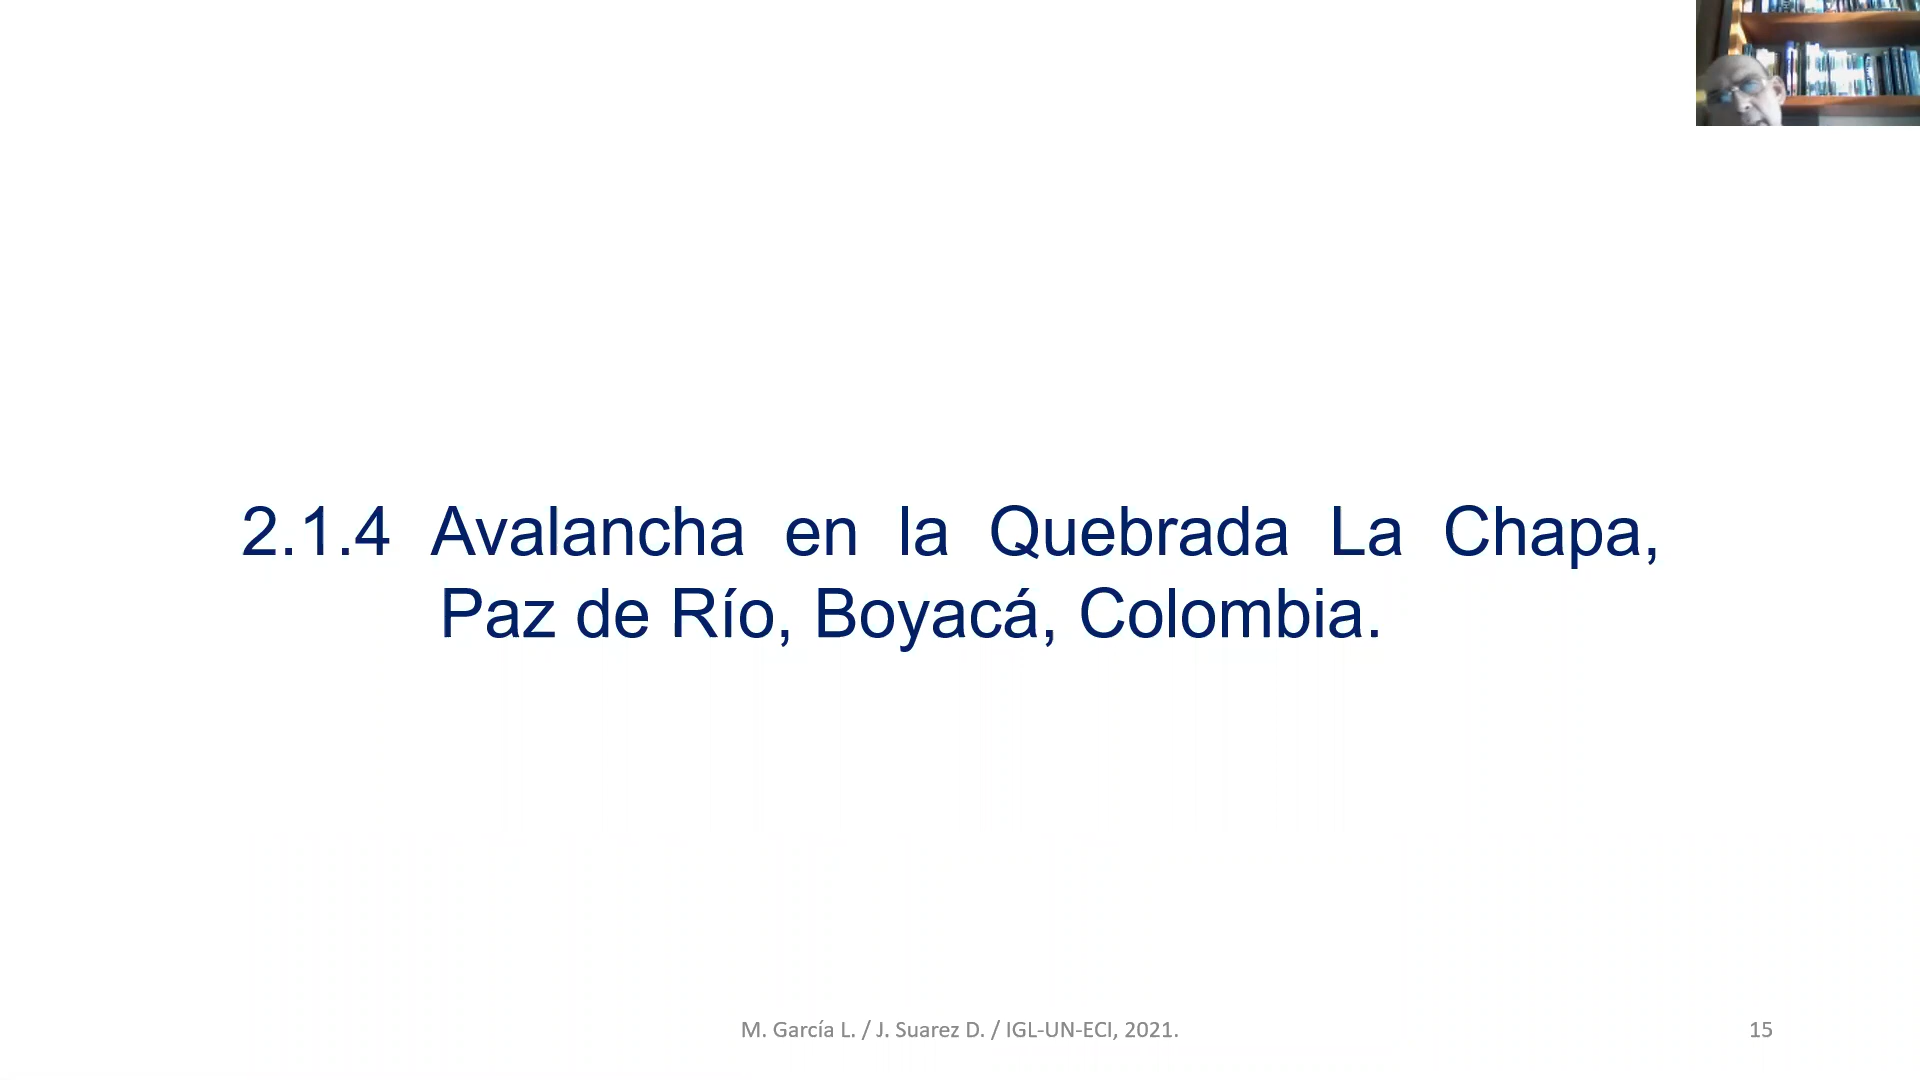 2.1.4 Avalancha en la Quebrada La Chapa,
Paz de Río, Boyacá, Colombia.
M. García L. / J. Suarez D. / IGL-UN-ECI, 2021.
15